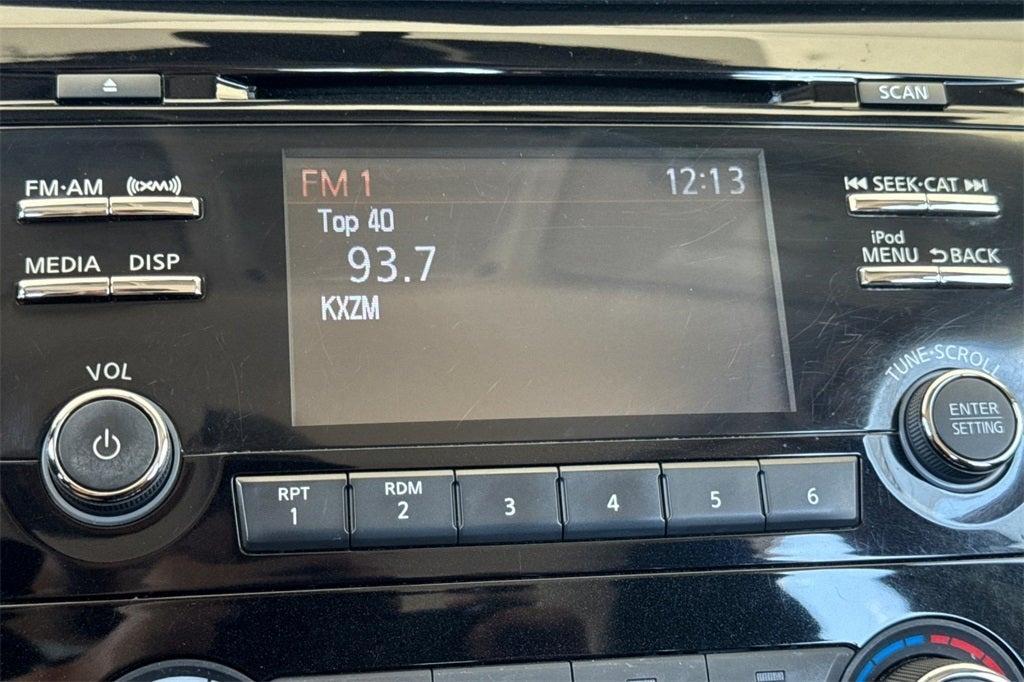 SCAN
FM·AM
((XM))
SEEK·CAT
MEDIA
DISP
iPod
MENU
BACK
FM 1
12:13
Top 40
93.7
KXZM
VOL
TUNE·SCROLL
ENTER
SETTING
RPT
1
RDM
2
3
4
5
6